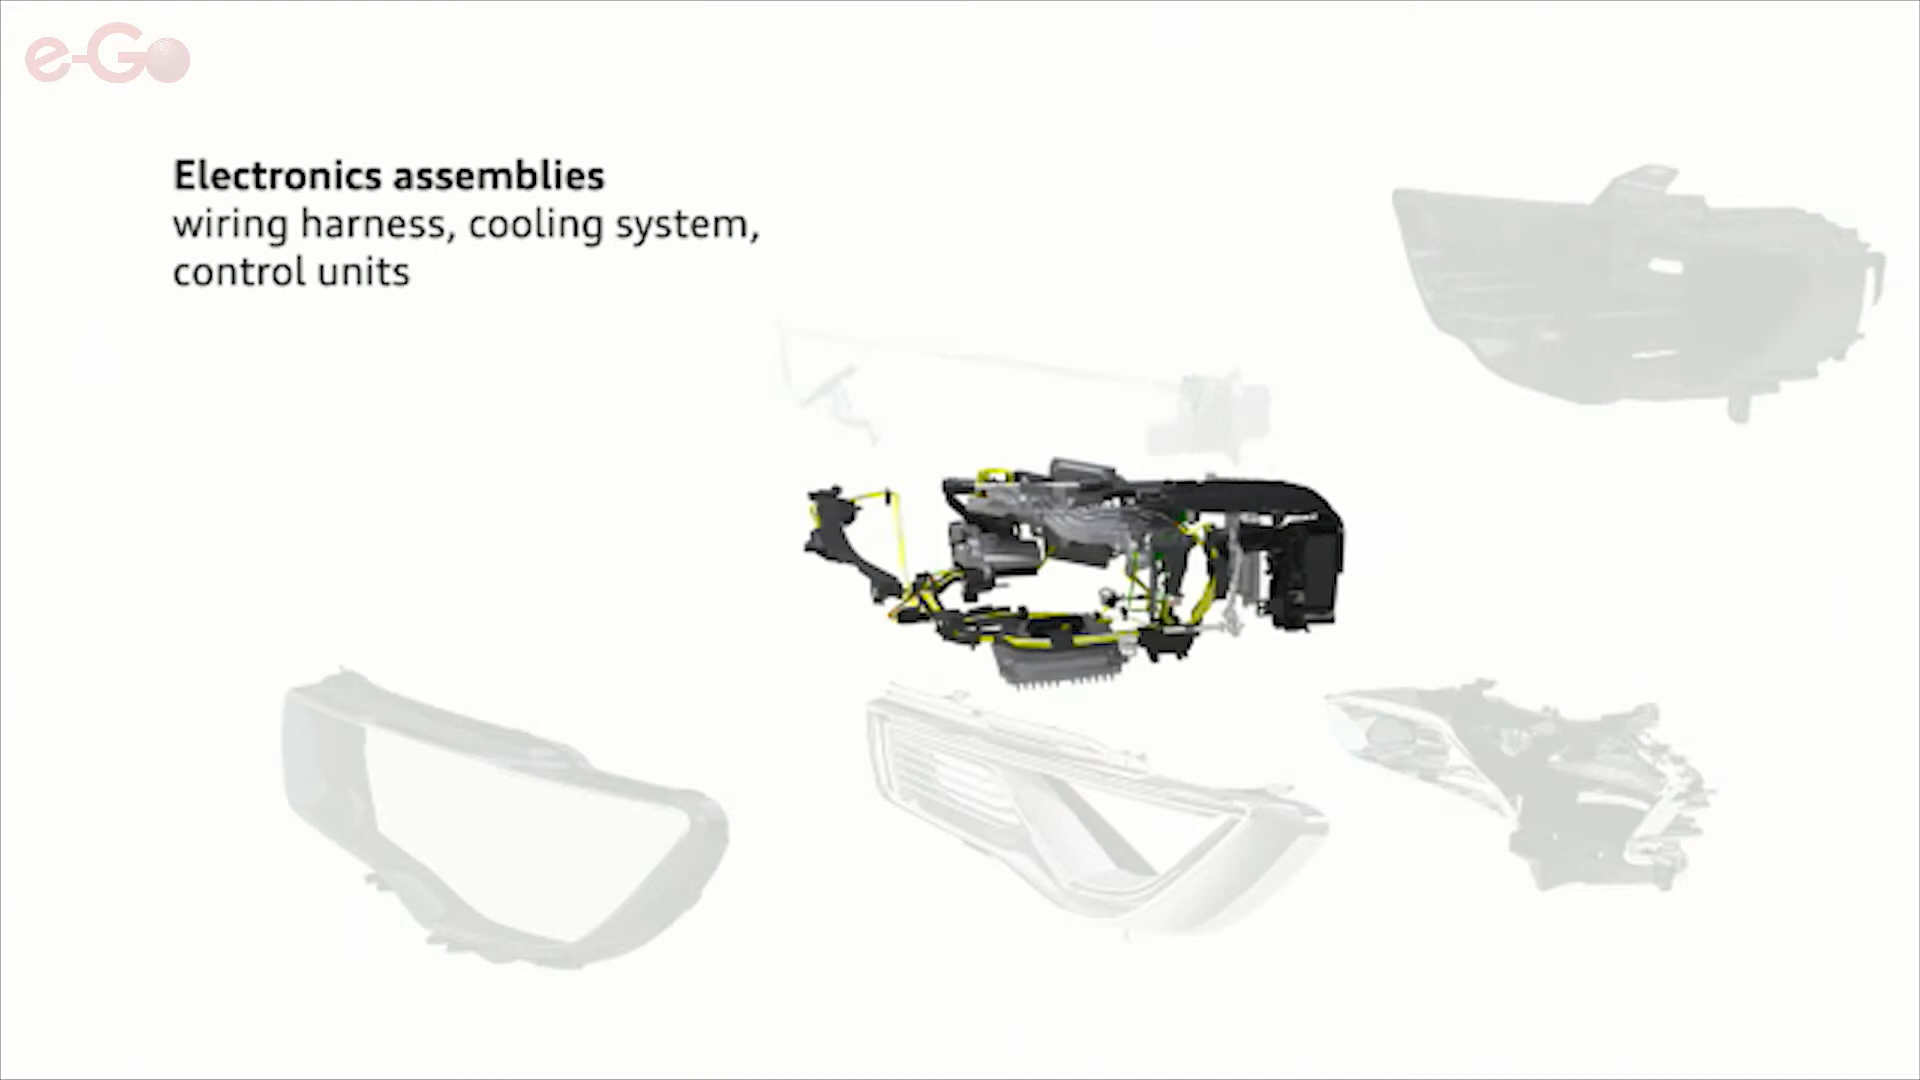 e-Go
Electronics assemblies
wiring harness, cooling system,
control units